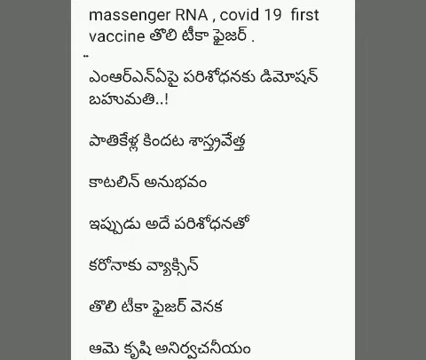 massenger RNA , covid 19  first
vaccine తొలి టీకా ఫైజర్ .
..
ఎంఆర్ఎన్ఏపై పరిశోధనకు డిమోషన్
బహుమతి..!
పాతికేళ్ల కిందట శాస్త్రవేత్త
కాటలిన్ అనుభవం
ఇప్పుడు అదే పరిశోధనతో
కరోనాకు వ్యాక్సిన్
తొలి టీకా ఫైజర్ వెనక
ఆమె కృషి అనిర్వచనీయం